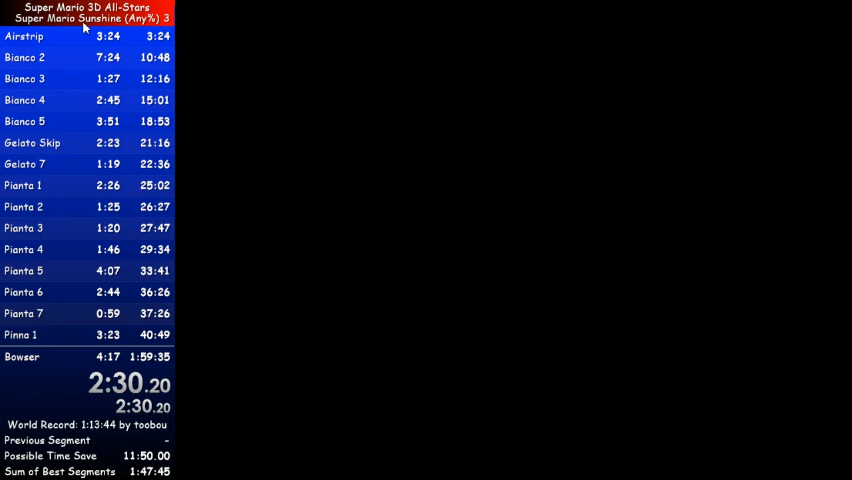 Super Mario 3D All-Stars
Super Mario Sunshine (Any%) 3
Airstrip 3:24 3:24
Bianco 2 7:24 10:48
Bianco 3 1:27 12:16
Bianco 4 2:45 15:01
Bianco 5 3:51 18:53
Gelato Skip 2:23 21:16
Gelato 7 1:19 22:36
Pianta 1 2:26 25:02
Pianta 2 1:25 26:27
Pianta 3 1:20 27:47
Pianta 4 1:46 29:34
Pianta 5 4:07 33:41
Pianta 6 2:44 36:26
Pianta 7 0:59 37:26
Pinna 1 3:23 40:49
Bowser 4:17 1:59:35
2:30.20
2:30.20
World Record: 1:13:44 by toobou
Previous Segment -
Possible Time Save 11:50.00
Sum of Best Segments 1:47:45